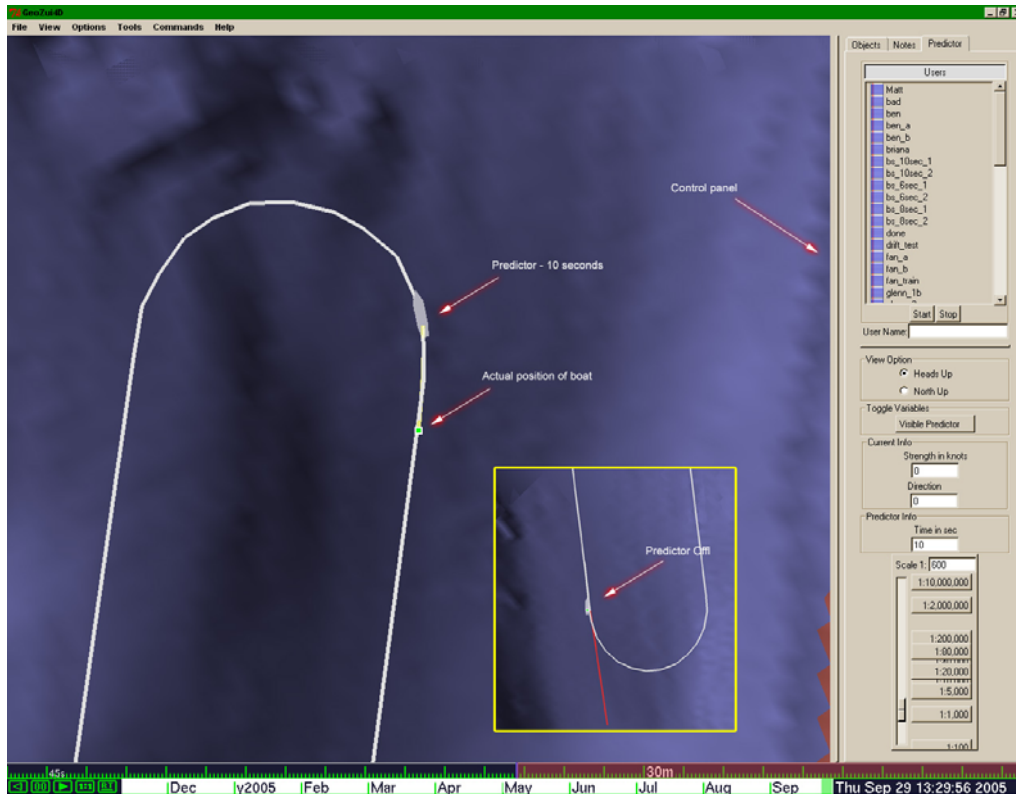 GeoZui4D
File View Options Tools Commands Help
Objects Notes Predictor
Users
Matt
bad
ben
ben_a
ben_b
briana
bs_10sec_1
bs_10sec_2
bs_6sec_1
bs_6sec_2
bs_8sec_1
bs_8sec_2
done
drift_test
fan_a
fan_b
fan_train
glenn_1b
Start Stop
User Name:
View Option
Heads Up
North Up
Toggle Variables
Visible Predictor
Current Info
Strength in knots
0
Direction
0
Predictor Info
Time in sec
10
Scale 1: 600
1:10,000,000
1:2,000,000
1:200,000
1:80,000
1:20,000
1:5,000
1:1,000
1:100
Control panel
Predictor - 10 seconds
Actual position of boat
Predictor Off!
45s 30m
Dec y2005 Feb Mar Apr May Jun Jul Aug Sep Thu Sep 29 13:29:56 2005